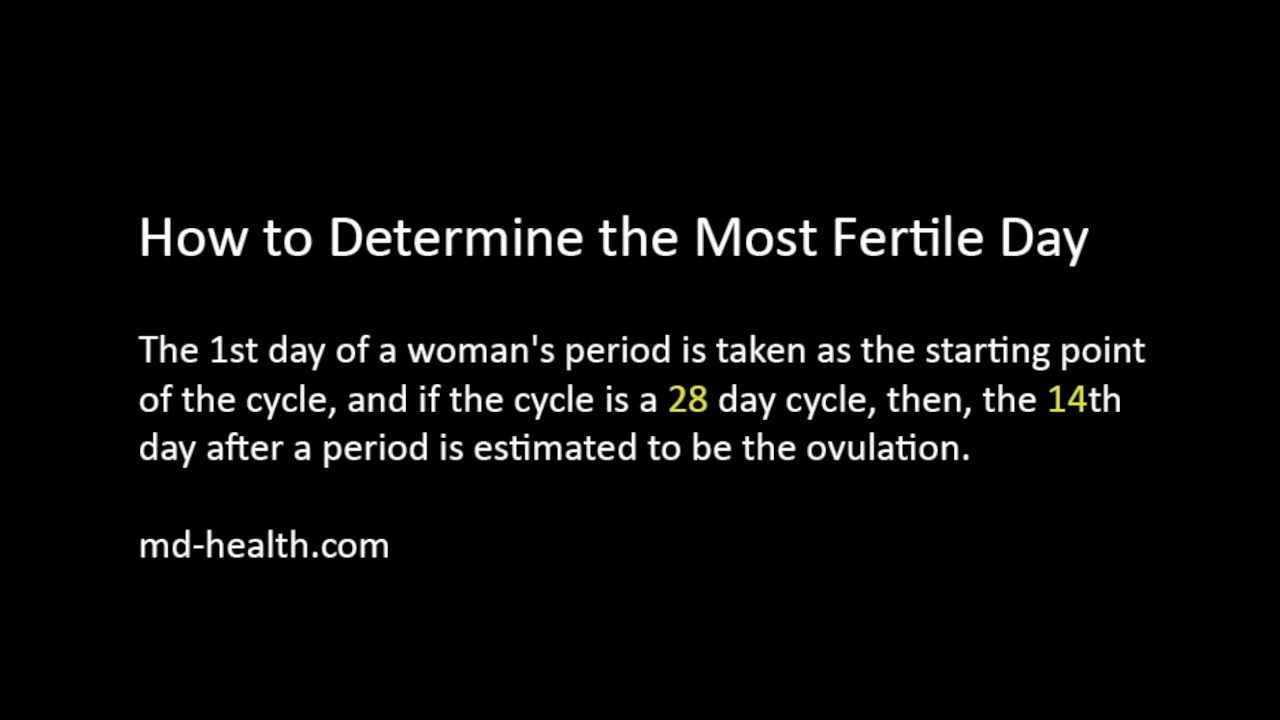 How to Determine the Most Fertile Day
The 1st day of a woman's period is taken as the starting point
of the cycle, and if the cycle is a 28 day cycle, then, the 14th
day after a period is estimated to be the ovulation.
md-health.com